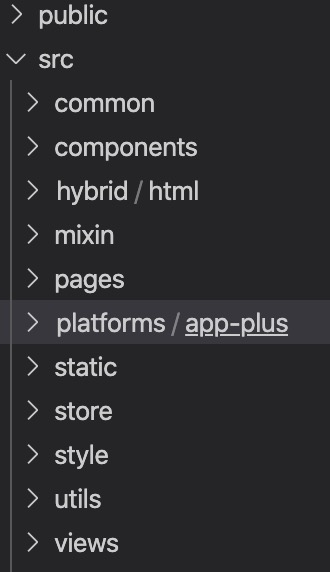 public
src
common
components
hybrid / html
mixin
pages
platforms / app-plus
static
store
style
utils
views